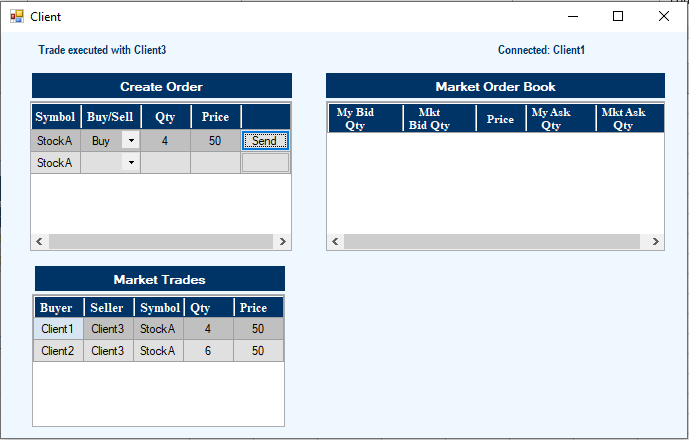 Client
Trade executed with Client3
Connected: Client1
Create Order
Symbol Buy/Sell Qty Price
StockA Buy 4 50 Send
StockA
Market Order Book
My Bid Qty Mkt Bid Qty Price My Ask Qty Mkt Ask Qty
Market Trades
Buyer Seller Symbol Qty Price
Client1 Client3 StockA 4 50
Client2 Client3 StockA 6 50